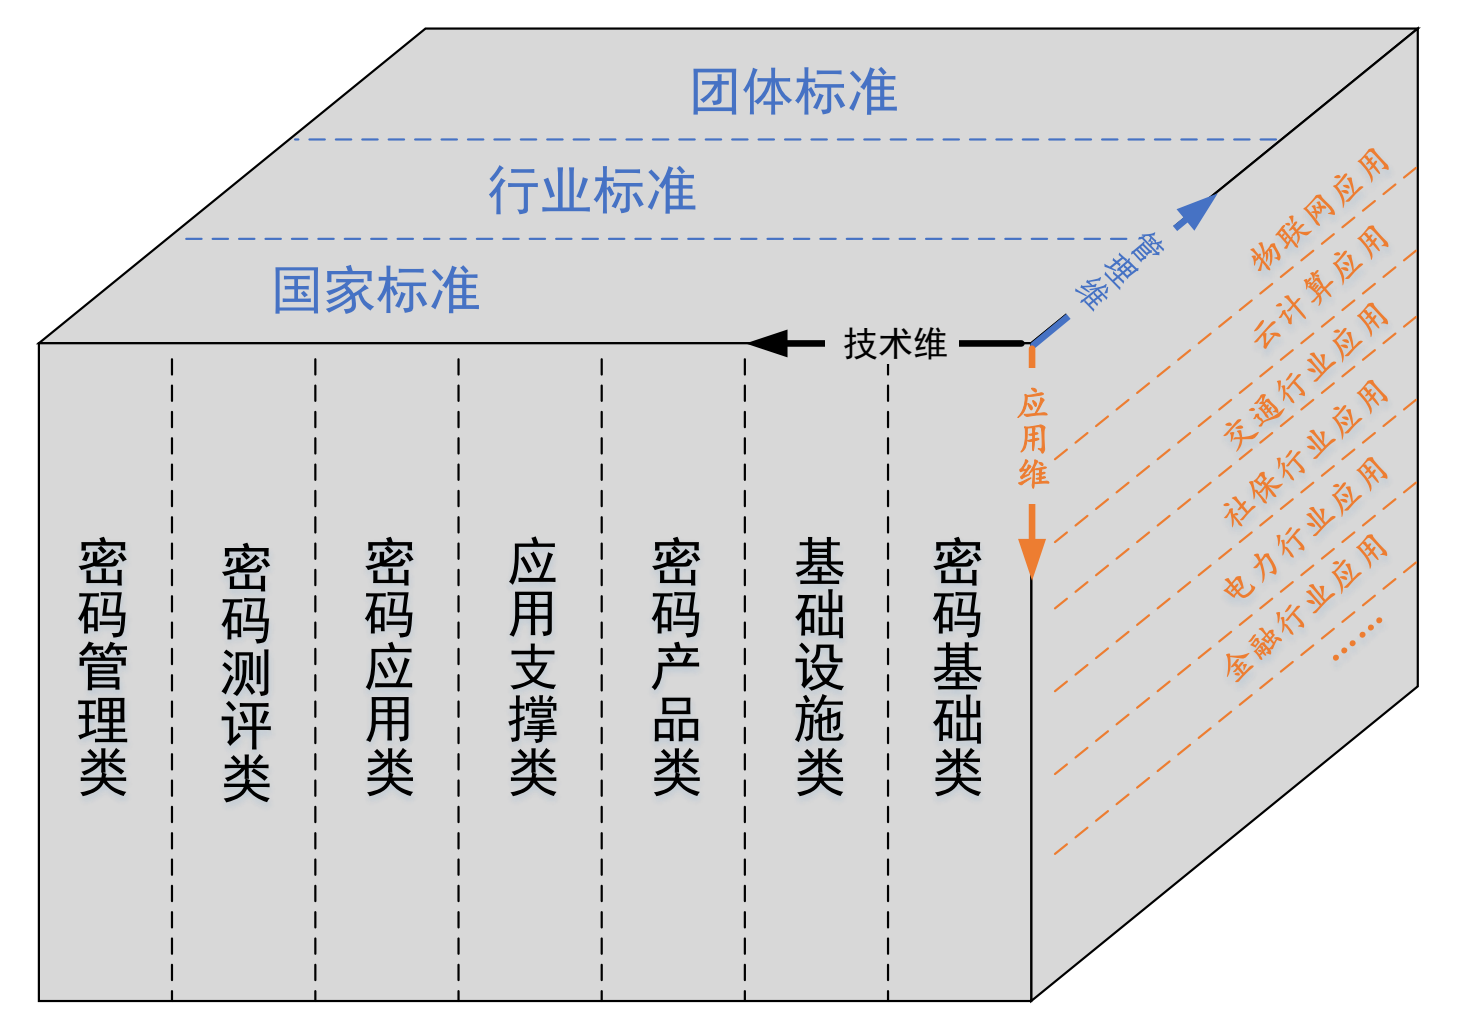 团体标准
行业标准
国家标准
管理维
技术维
应用维
密码管理类
密码测评类
密码应用类
应用支撑类
密码产品类
基础设施类
密码基础类
物联网应用
云计算应用
交通行业应用
社保行业应用
电力行业应用
金融行业应用
……